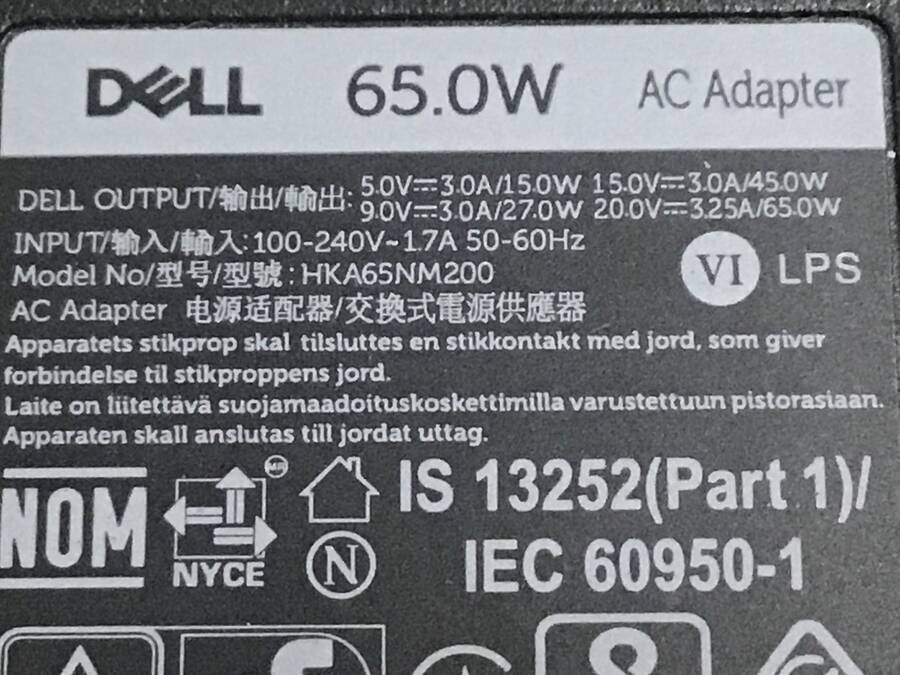 DELL 65.0W AC Adapter
DELL OUTPUT/输出/輸出: 5.0V⎓3.0A/15.0W 15.0V⎓3.0A/45.0W
9.0V⎓3.0A/27.0W 20.0V⎓3.25A/65.0W
INPUT/输入/輸入:100-240V~1.7A 50-60Hz
Model No/型号/型號:HKA65NM200
VI LPS
AC Adapter 电源适配器/交換式電源供應器
Apparatets stikprop skal tilsluttes en stikkontakt med jord, som giver
forbindelse til stikproppens jord.
Laite on liitettävä suojamaadoituskoskettimilla varustettuun pistorasiaan.
Apparaten skall anslutas till jordat uttag.
NOM
NYCE
N
IS 13252(Part 1)/
IEC 60950-1